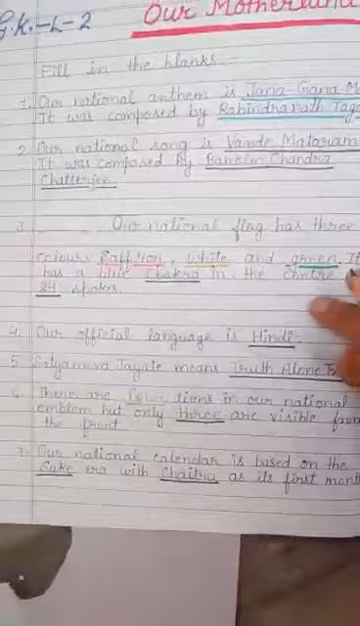 G.K.-L-2
Our Motherland
Fill in the blanks
1. Our national anthem is Jana-Gana Ma
It was composed by Rabindranath Tag
2. Our national song is Vande Mataram
It was composed by Bankim Chandra
Chatterjee
3. Our national flag has three
colours saffron, white and green. It
has a blue chakra in the centre
24 spokes.
4. Our official language is Hindi.
5. Satyameva Jayate means Truth Alone Tr
6. There are lions in our national
emblem but only three are visible from
the front
7. Our national calendar is based on the
Sake era with Chaitra as its first month